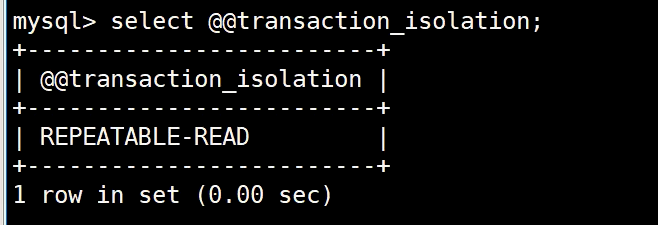 mysql> select @@transaction_isolation;
+-------------------------+
| @@transaction_isolation |
+-------------------------+
| REPEATABLE-READ         |
+-------------------------+
1 row in set (0.00 sec)